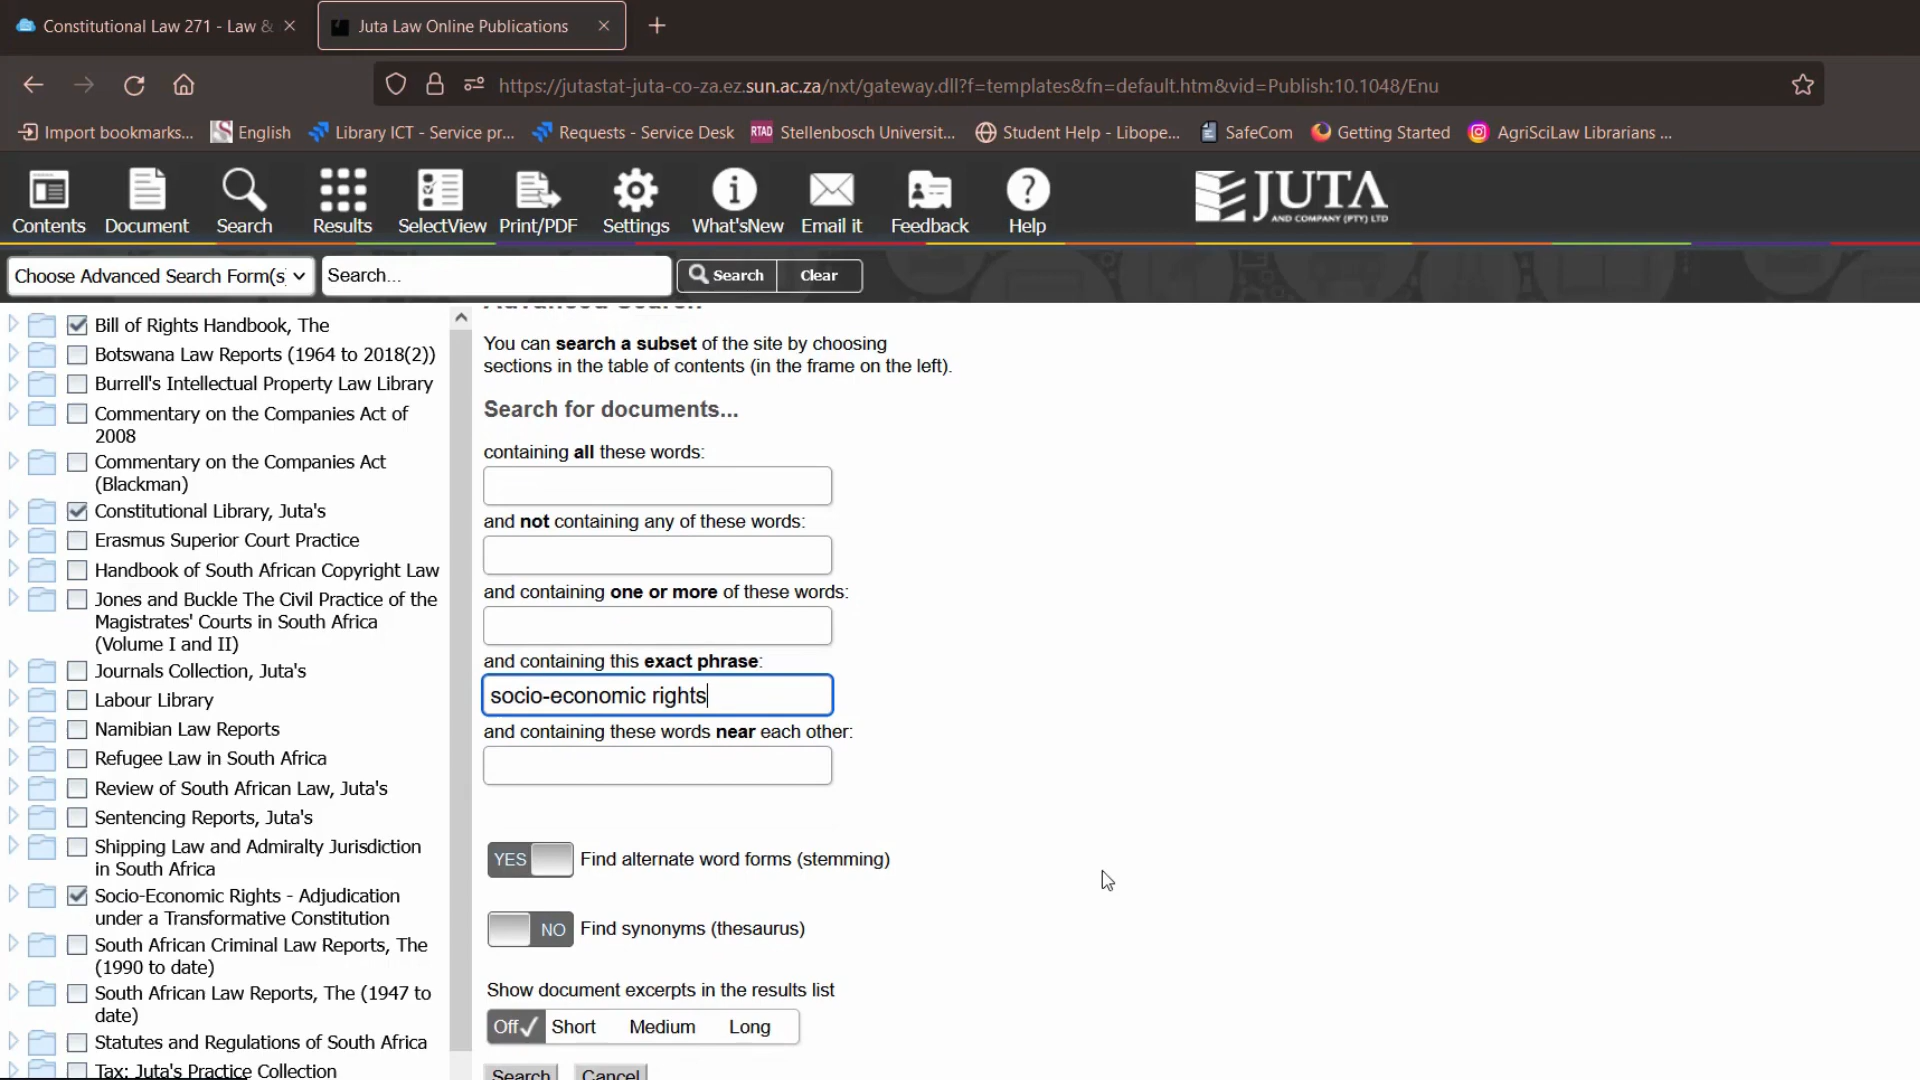 Constitutional Law 271 - Law &
Juta Law Online Publications
https://jutastat-juta-co-za.ez.sun.ac.za/nxt/gateway.dll?f=templates&fn=default.htm&vid=Publish:10.1048/Enu
Import bookmarks...
English
Library ICT - Service pr...
Requests - Service Desk
RTAD
Stellenbosch Universit...
Student Help - Libope...
SafeCom
Getting Started
AgriSciLaw Librarians ...
Contents
Document
Search
Results
SelectView
Print/PDF
Settings
What'sNew
Email it
Feedback
Help
JUTA
AND COMPANY (PTY) LTD
Choose Advanced Search Form(s
Search...
Search
Clear
Bill of Rights Handbook, The
Botswana Law Reports (1964 to 2018(2))
Burrell's Intellectual Property Law Library
Commentary on the Companies Act of
2008
Commentary on the Companies Act
(Blackman)
Constitutional Library, Juta's
Erasmus Superior Court Practice
Handbook of South African Copyright Law
Jones and Buckle The Civil Practice of the
Magistrates' Courts in South Africa
(Volume I and II)
Journals Collection, Juta's
Labour Library
Namibian Law Reports
Refugee Law in South Africa
Review of South African Law, Juta's
Sentencing Reports, Juta's
Shipping Law and Admiralty Jurisdiction
in South Africa
Socio-Economic Rights - Adjudication
under a Transformative Constitution
South African Criminal Law Reports, The
(1990 to date)
South African Law Reports, The (1947 to
date)
Statutes and Regulations of South Africa
Tax: Juta's Practice Collection
Advanced Search
You can search a subset of the site by choosing
sections in the table of contents (in the frame on the left).
Search for documents...
containing all these words:
and not containing any of these words:
and containing one or more of these words:
and containing this exact phrase:
socio-economic rights
and containing these words near each other:
YES Find alternate word forms (stemming)
NO Find synonyms (thesaurus)
Show document excerpts in the results list
Off Short Medium Long
Search Cancel